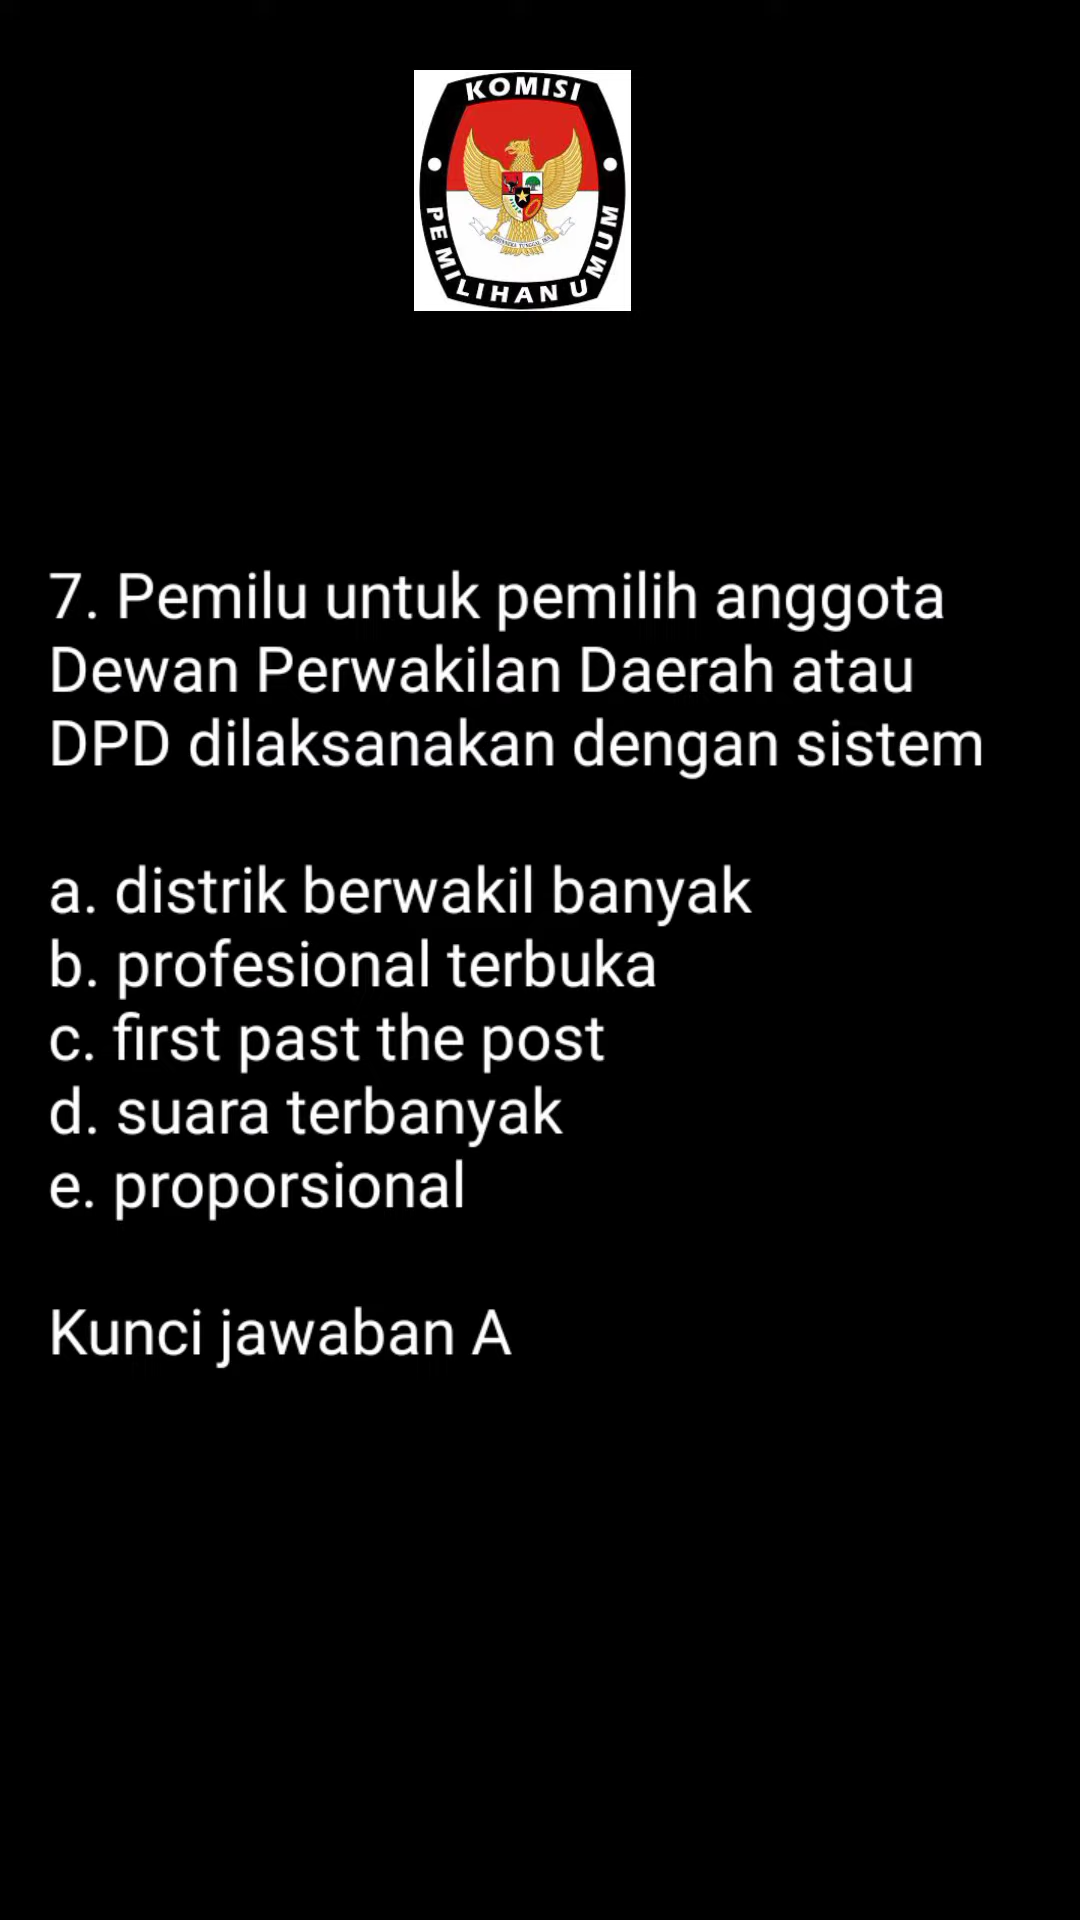 KOMISI
PEMILIHAN UMUM
7. Pemilu untuk pemilih anggota
Dewan Perwakilan Daerah atau
DPD dilaksanakan dengan sistem
a. distrik berwakil banyak
b. profesional terbuka
c. first past the post
d. suara terbanyak
e. proporsional
Kunci jawaban A